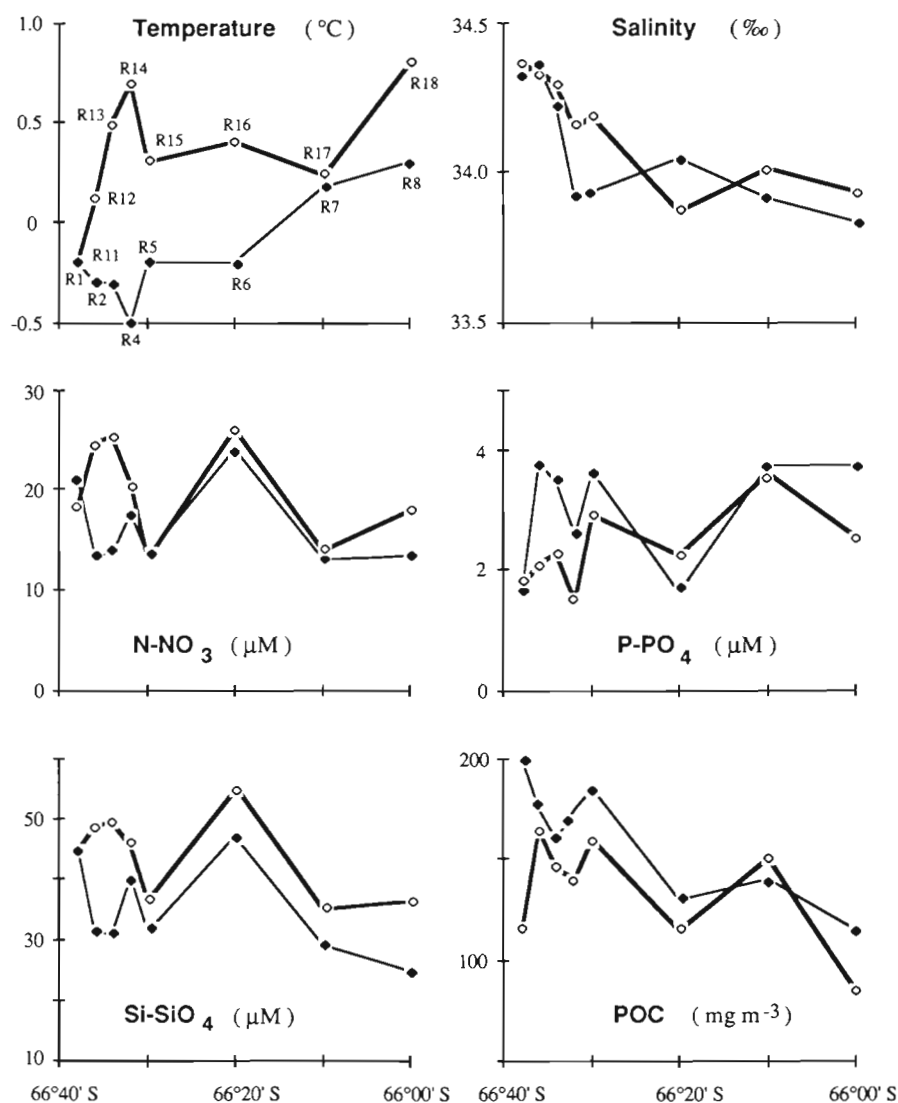 Temperature (°C)
1.0
0.5
0
-0.5
R14
R13
R15
R16
R17
R18
R12
R11
R1
R2
R4
R5
R6
R7
R8
Salinity (‰)
34.5
34.0
33.5
30
20
10
0
N-NO3 (μM)
4
2
0
P-PO4 (μM)
50
30
10
Si-SiO4 (μM)
66°40' S
66°20' S
66°00' S
200
100
POC (mg m-3)
66°40' S
66°20' S
66°00' S